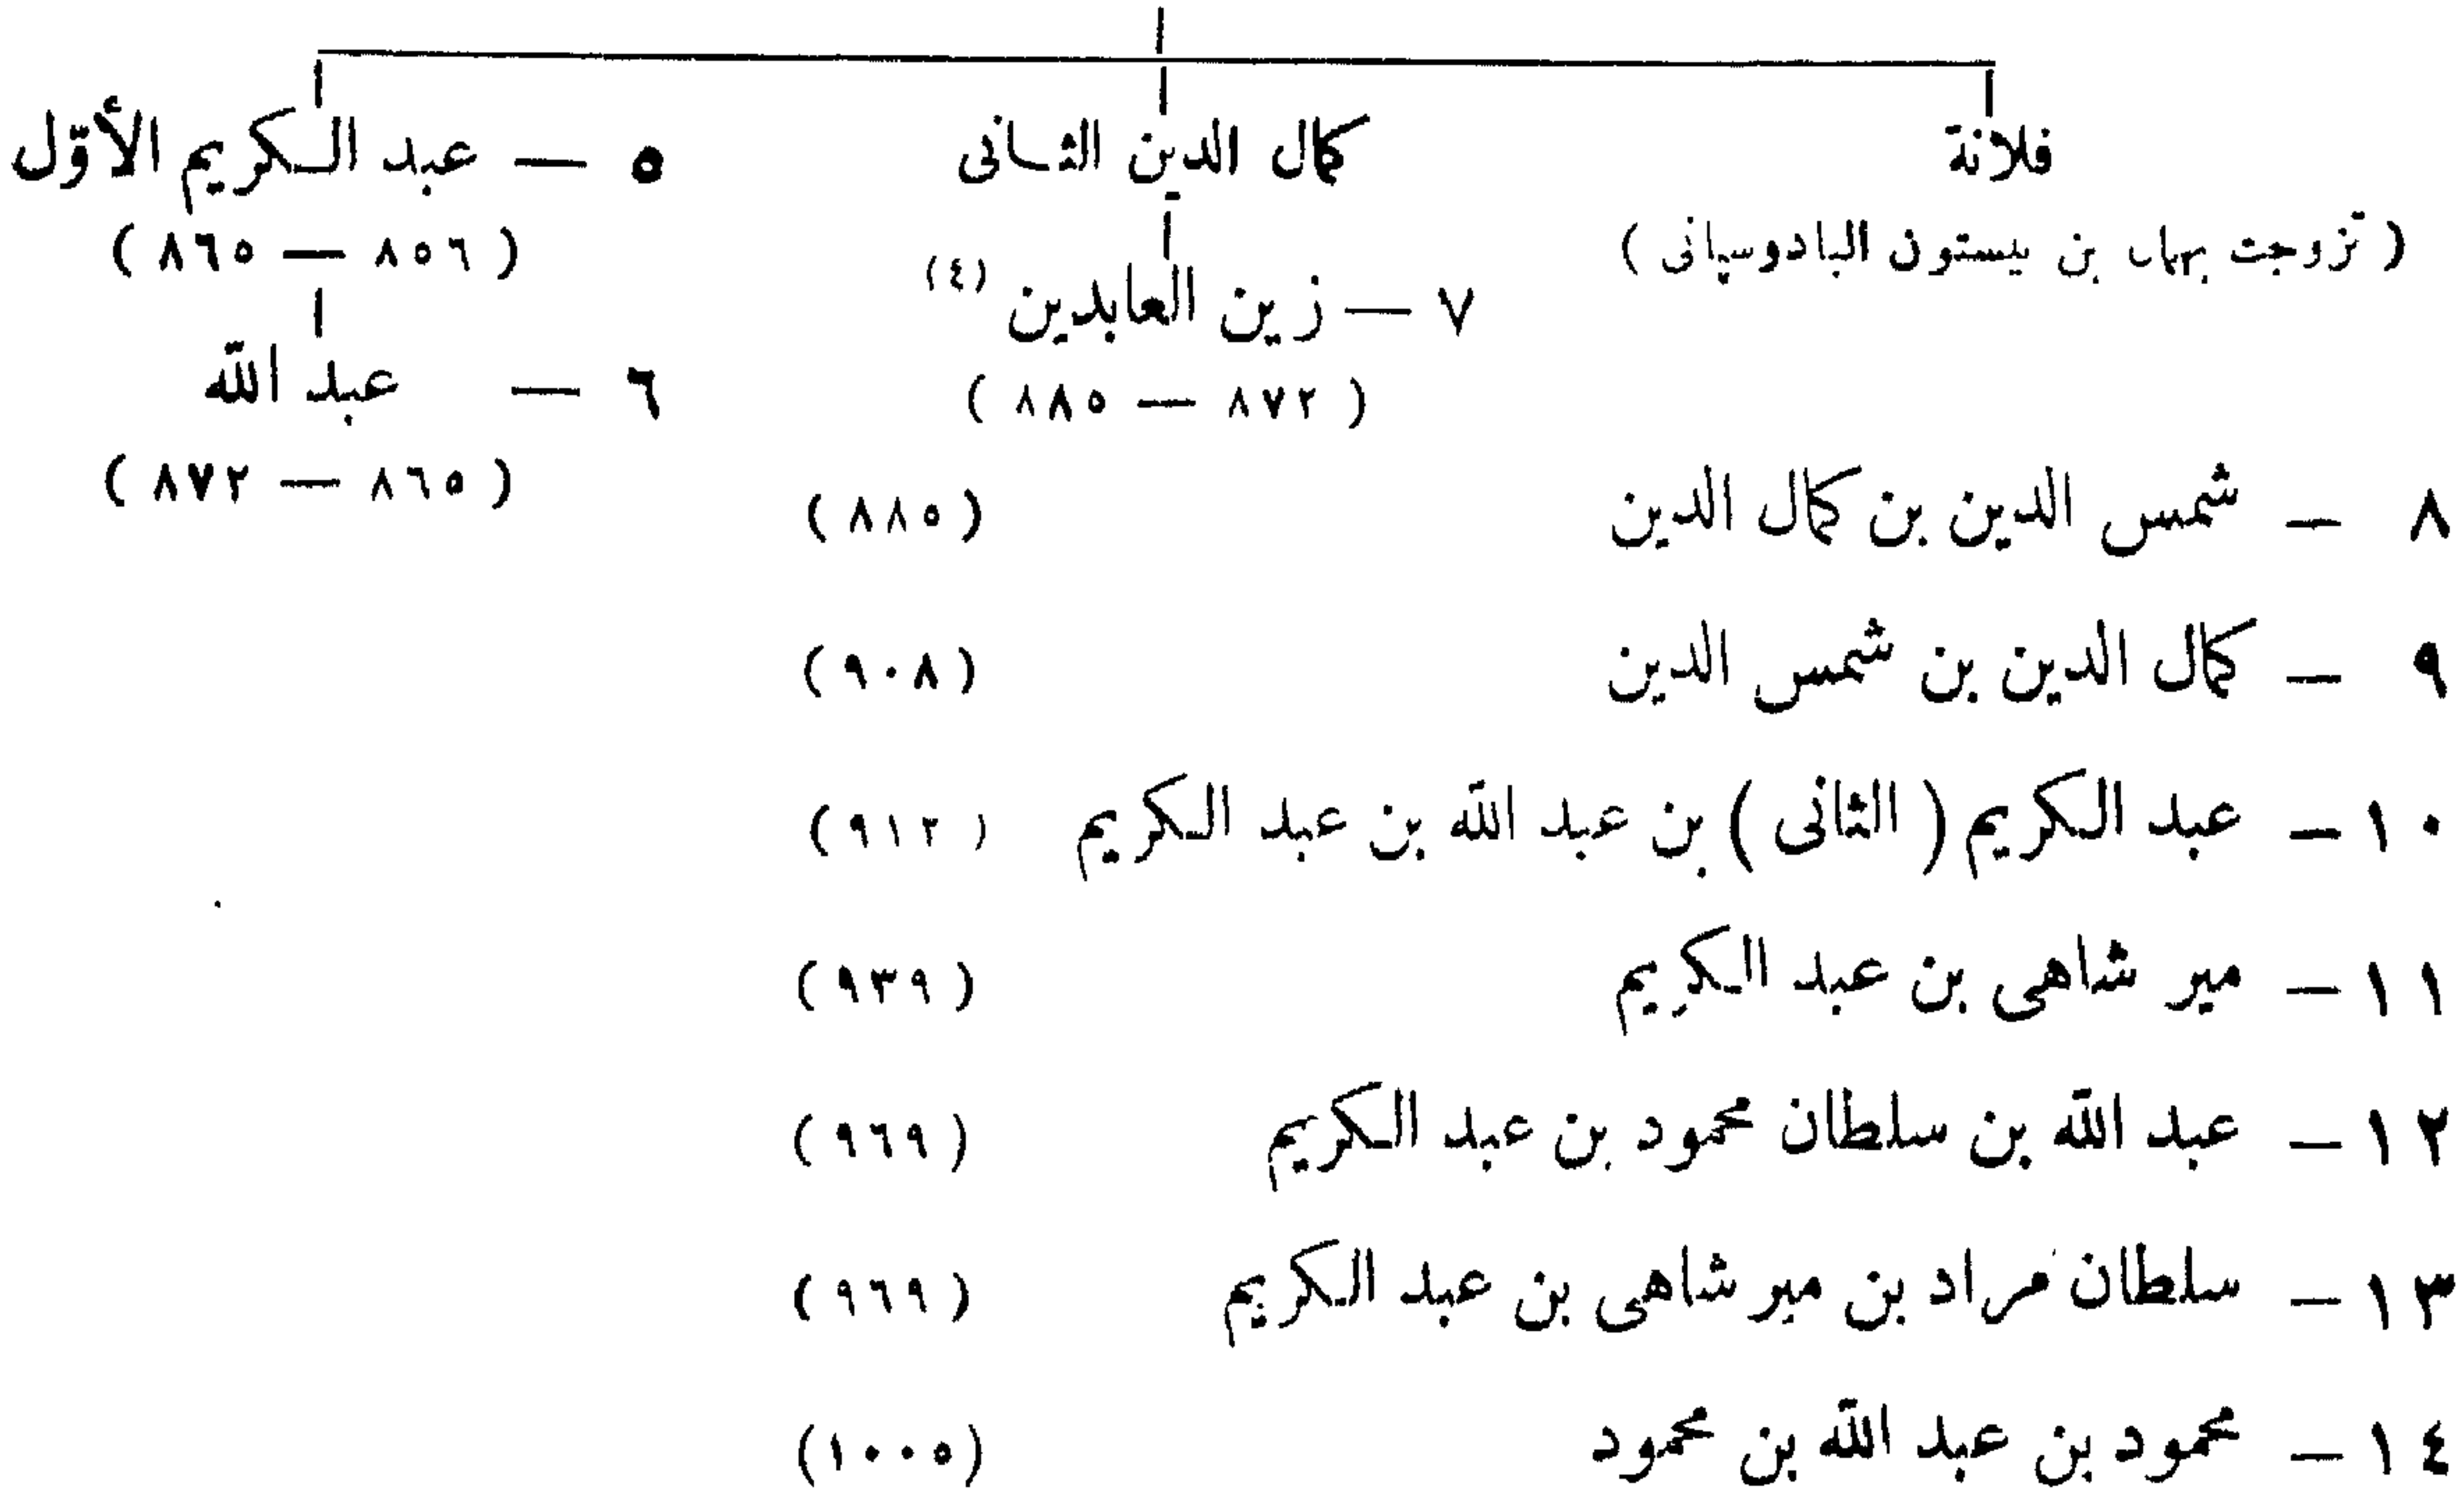 فلانة
(تزوجت بهاء بن بيستون البادوسپانى)
كمال الدين الثانى
٧ — زين العابدين (٤)
(٨٧٢ — ٨٨٥)
٥ — عبد الكريم الأوّل
(٨٥٦ — ٨٦٥)
٦ — عبد الله
(٨٦٥ — ٨٧٢)
٨ — شمس الدين بن كمال الدين (٨٨٥)
٩ — كمال الدين بن شمس الدين (٩٠٨)
١٠ — عبد الكريم (الثانى) بن عبد الله بن عبد الكريم (٩١٢)
١١ — مير شاهى بن عبد الكريم (٩٣٩)
١٢ — عبد الله بن سلطان محمود بن عبد الكريم (٩٦٩)
١٣ — سلطان مراد بن مير شاهى بن عبد الكريم (٩٦٩)
١٤ — محمود بن عبد الله بن محمود (١٠٠٥)